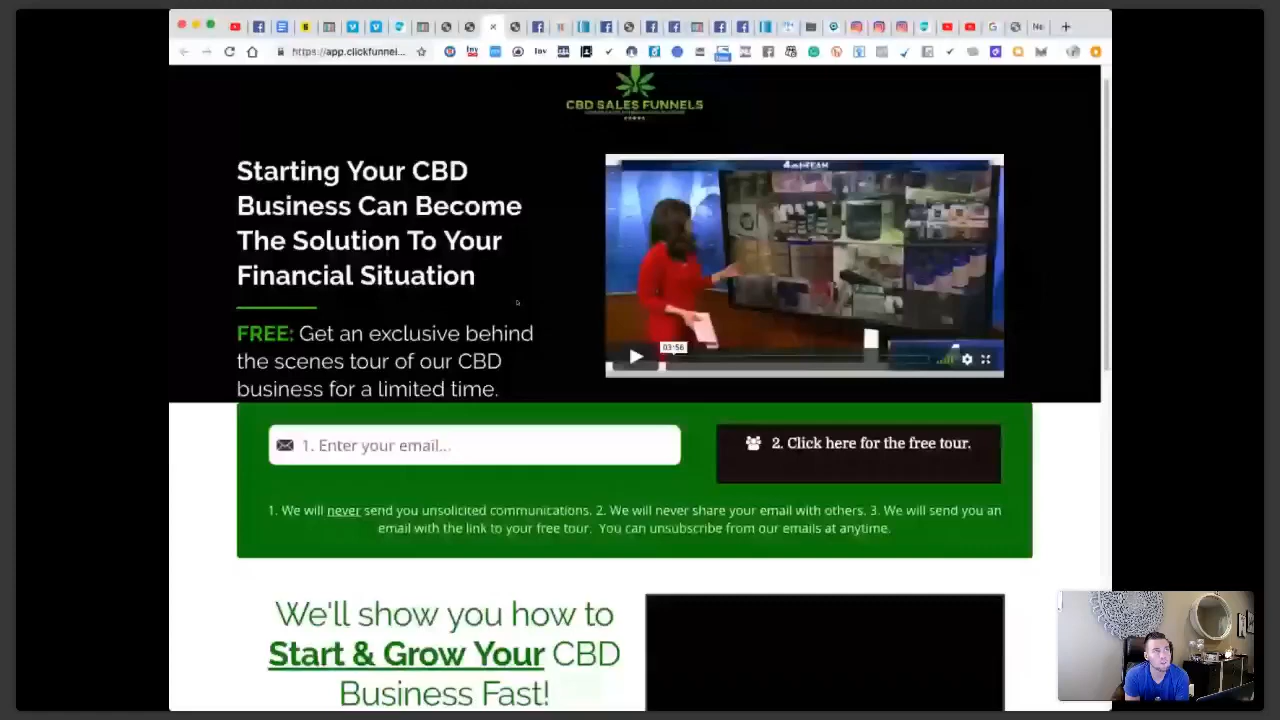 https://app.clickfunnel...
CBD SALES FUNNELS
Starting Your CBD
Business Can Become
The Solution To Your
Financial Situation
03:56
FREE: Get an exclusive behind
the scenes tour of our CBD
business for a limited time.
1. Enter your email...
2. Click here for the free tour.
1. We will never send you unsolicited communications. 2. We will never share your email with others. 3. We will send you an
email with the link to your free tour. You can unsubscribe from our emails at anytime.
We'll show you how to
Start & Grow Your CBD
Business Fast!